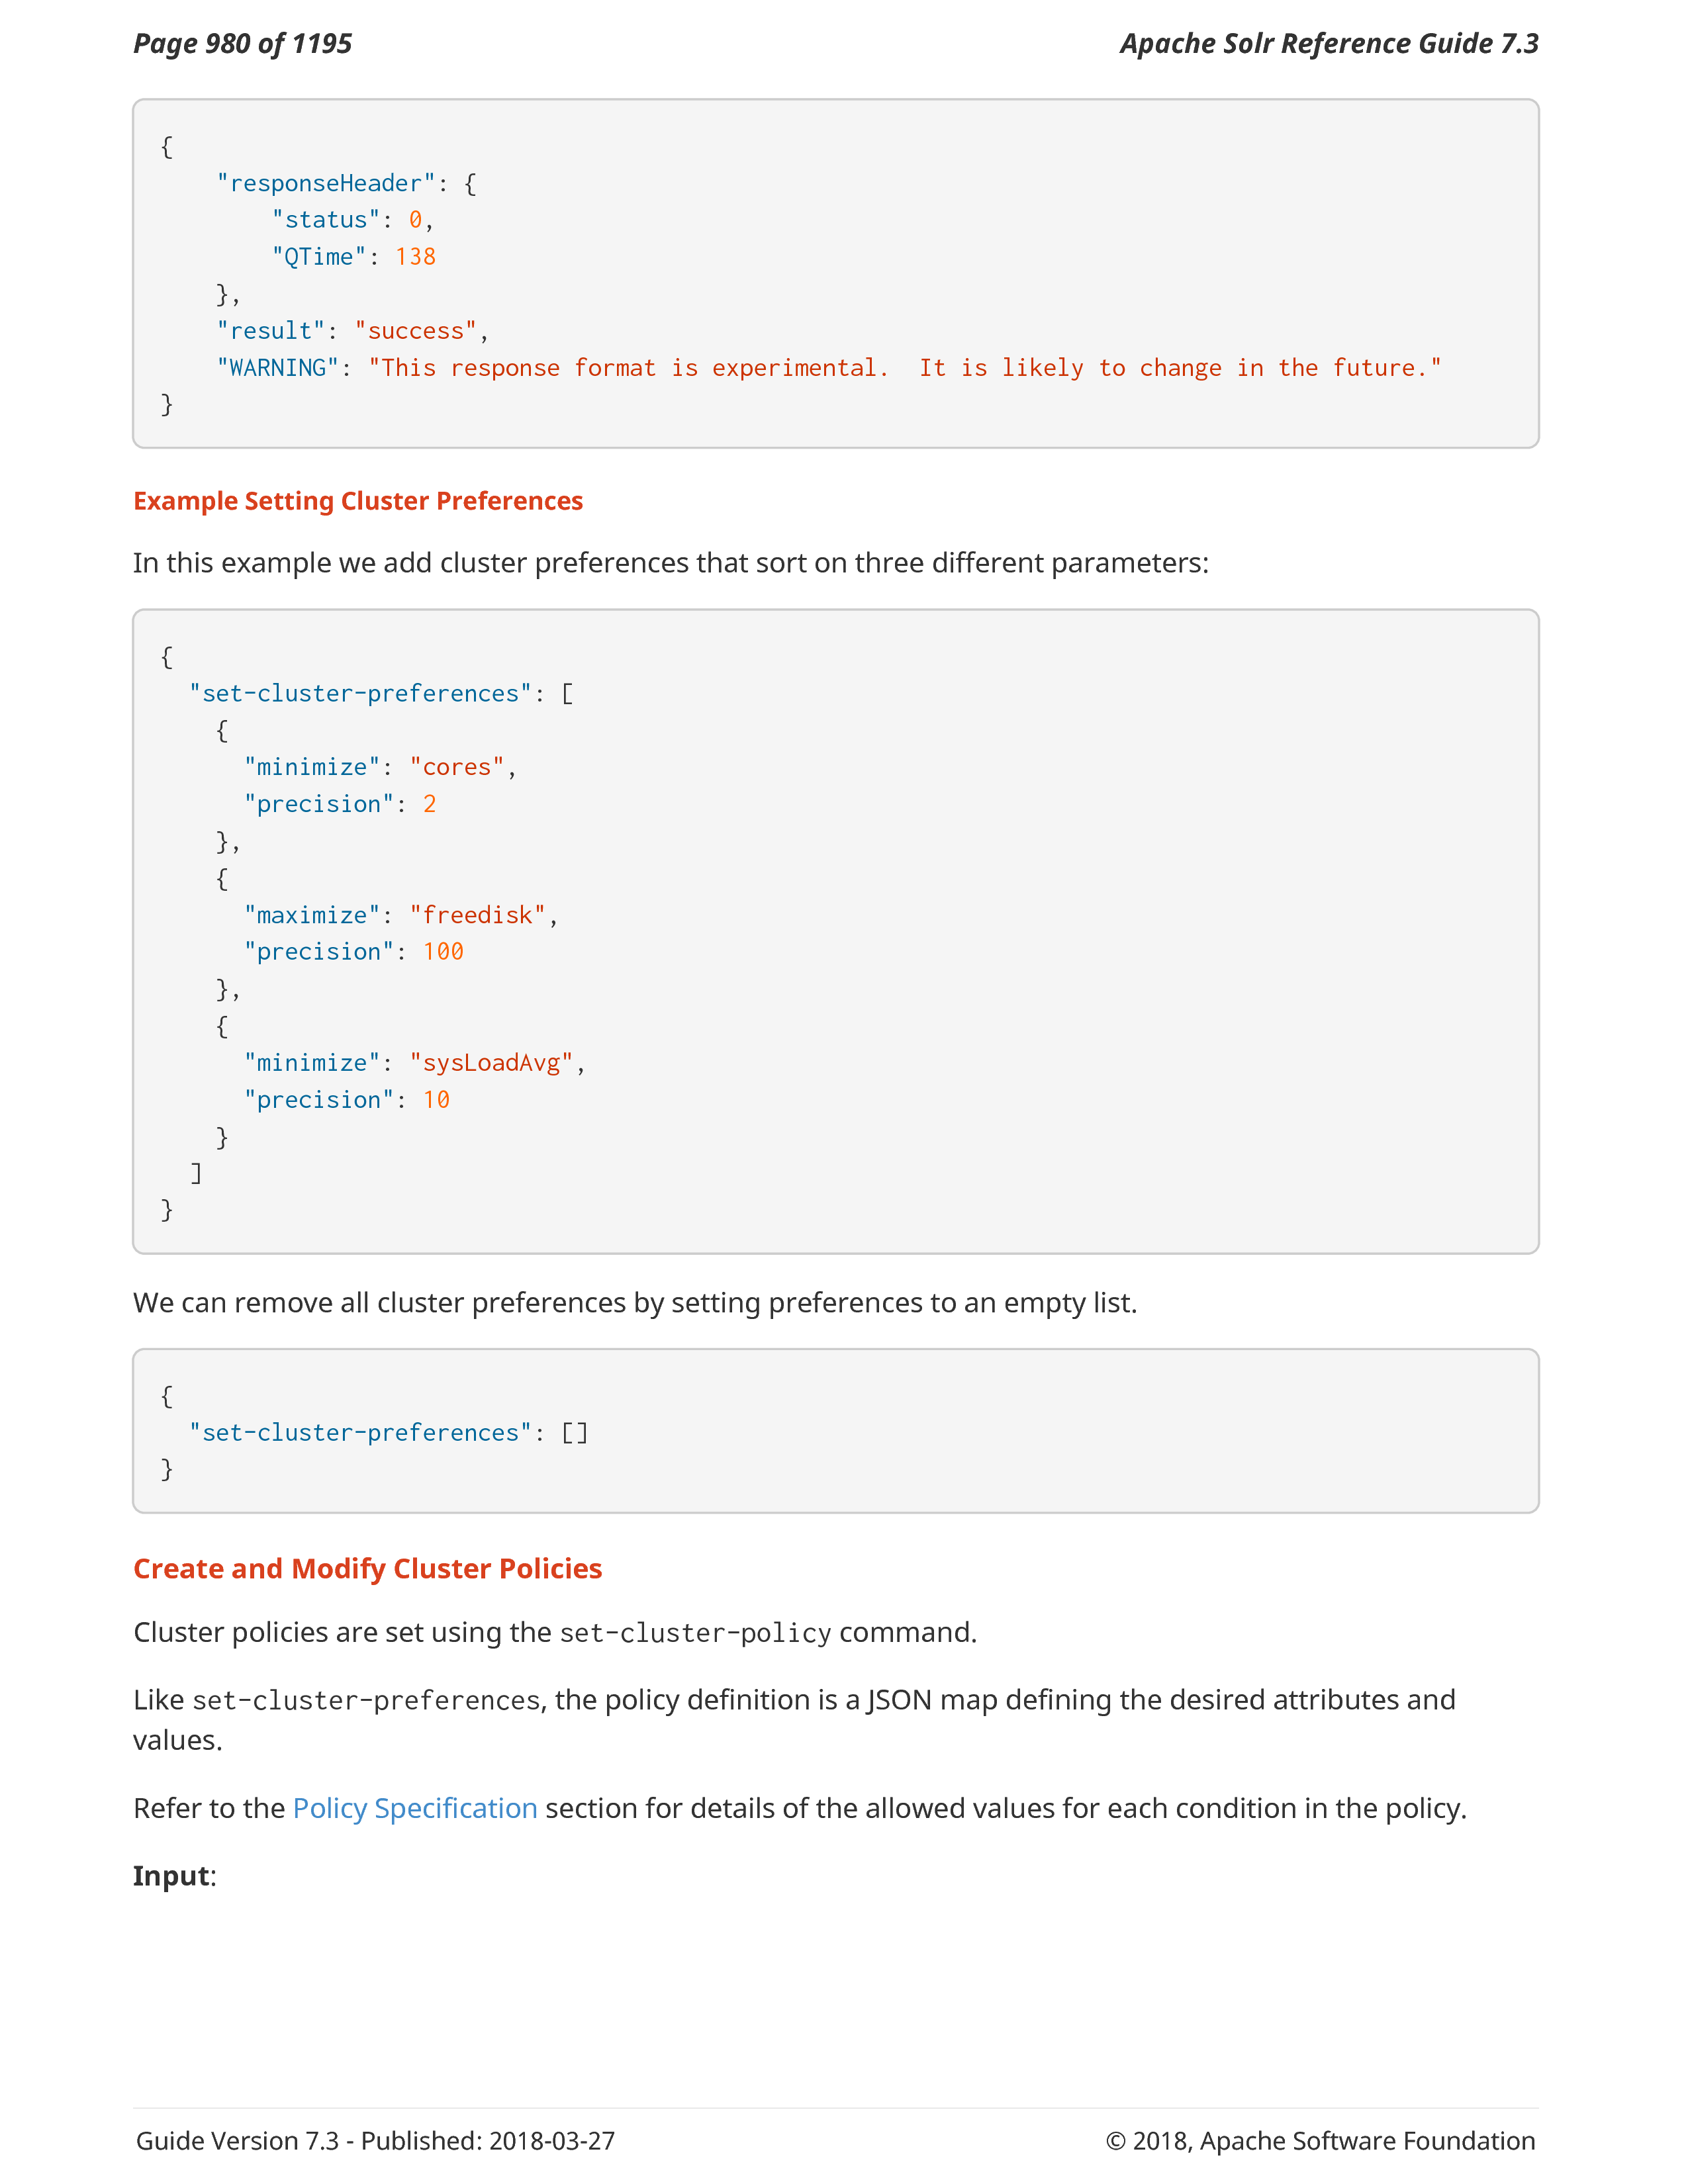 Page 980 of 1195
Apache Solr Reference Guide 7.3
{
    "responseHeader": {
        "status": 0,
        "QTime": 138
    },
    "result": "success",
    "WARNING": "This response format is experimental.  It is likely to change in the future."
}
Example Setting Cluster Preferences
In this example we add cluster preferences that sort on three different parameters:
{
  "set-cluster-preferences": [
    {
      "minimize": "cores",
      "precision": 2
    },
    {
      "maximize": "freedisk",
      "precision": 100
    },
    {
      "minimize": "sysLoadAvg",
      "precision": 10
    }
  ]
}
We can remove all cluster preferences by setting preferences to an empty list.
{
  "set-cluster-preferences": []
}
Create and Modify Cluster Policies
Cluster policies are set using the set-cluster-policy command.
Like set-cluster-preferences, the policy definition is a JSON map defining the desired attributes and
values.
Refer to the Policy Specification section for details of the allowed values for each condition in the policy.
Input:
Guide Version 7.3 - Published: 2018-03-27
© 2018, Apache Software Foundation